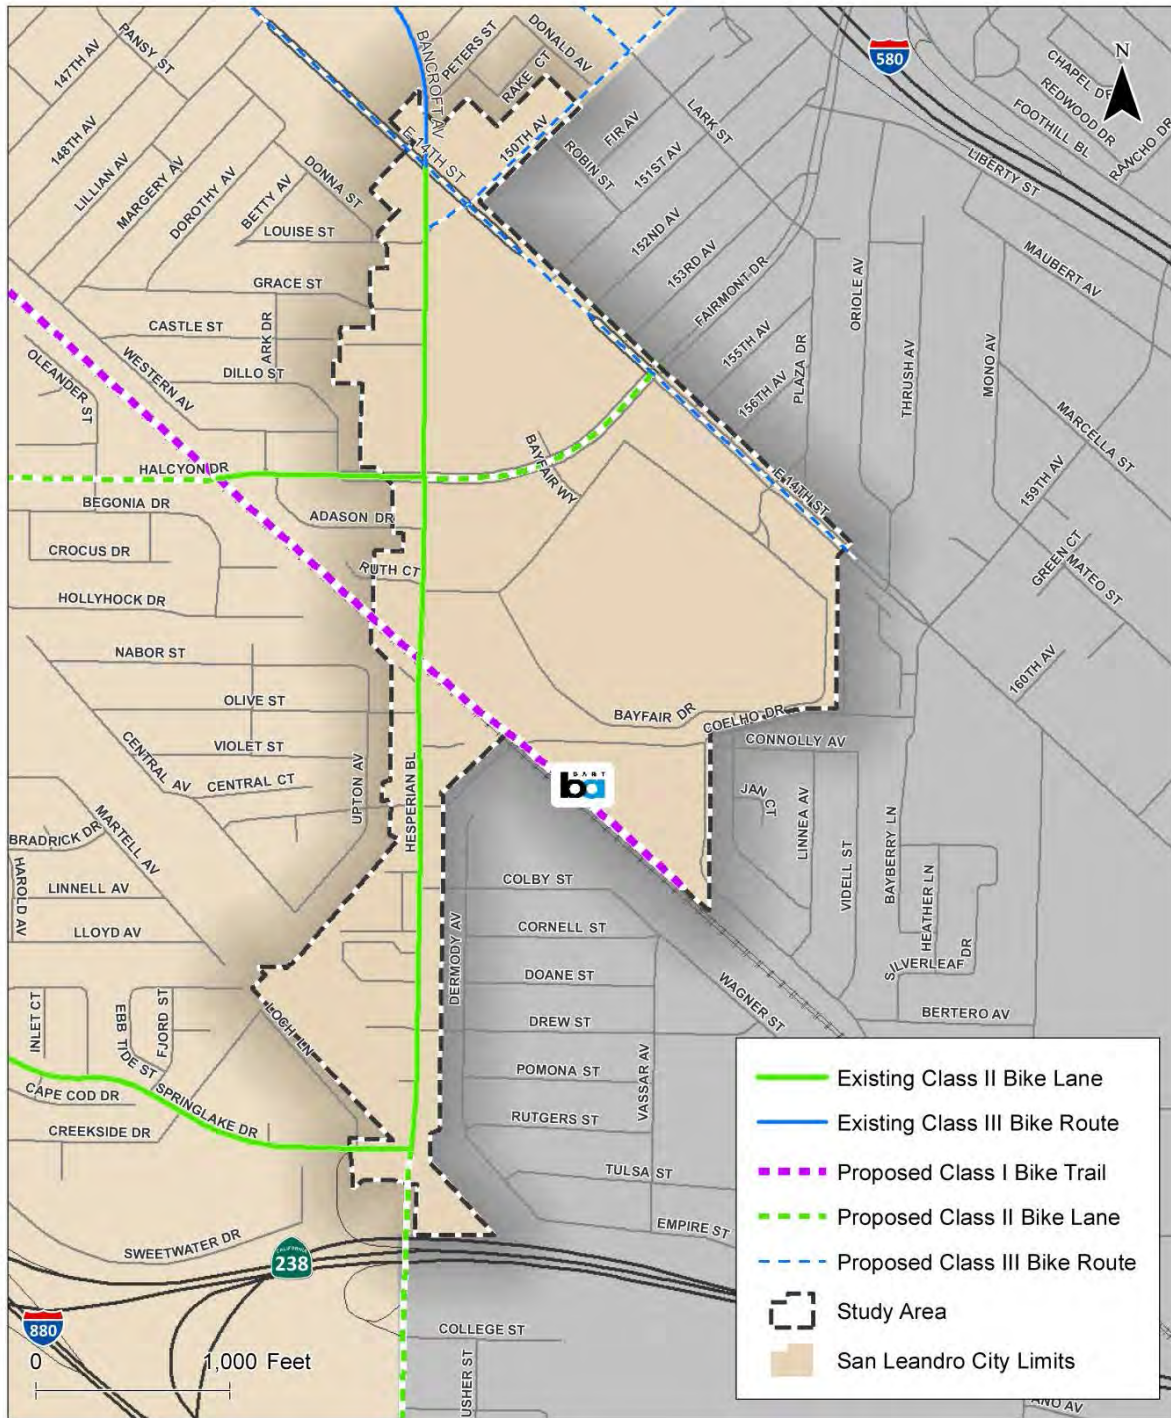 PANSY ST
147TH AV
148TH AV
LILLIAN AV
MARGERY AV
DOROTHY AV
BETTY AV
DONNA ST
LOUISE ST
GRACE ST
CASTLE ST
ARK DR
DILLO ST
WESTERN AV
OLEANDER ST
BANCROFT AV
PETERS ST
DONALD AV
RAKE CT
E 14TH ST
150TH AV
FIR AV
LARK ST
ROBIN ST
151ST AV
152ND AV
153RD AV
FAIRMONT DR
155TH AV
156TH AV
PLAZA DR
ORIOLE AV
THRUSH AV
MONO AV
580
N
CHAPEL DR
REDWOOD DR
FOOTHILL BL
RANCHO DR
LIBERTY ST
MAUBERT AV
MARCELLA ST
159TH AV
GREEN CT
MATEO ST
160TH AV
E 14TH ST
HALCYON DR
BEGONIA DR
ADASON DR
CROCUS DR
RUTH CT
HOLLYHOCK DR
BAYFAIR WY
NABOR ST
OLIVE ST
VIOLET ST
CENTRAL AV
CENTRAL CT
UPTON AV
HESPERIAN BL
BAYFAIR DR
COELHO DR
CONNOLLY AV
JAN CT
LINNEA AV
VIDELL ST
BAYBERRY LN
HEATHER LN
SILVERLEAF DR
BERTERO AV
BART
ba
BRADRICK DR
MARTELL AV
HAROLD AV
LINNELL AV
LLOYD AV
COLBY ST
CORNELL ST
DERMODY AV
DOANE ST
DREW ST
WAGNER ST
POMONA ST
VASSAR AV
RUTGERS ST
TULSA ST
EMPIRE ST
INLET CT
EBB TIDE ST
FJORD ST
LOCH LN
CAPE COD DR
SPRINGLAKE DR
CREEKSIDE DR
SWEETWATER DR
CALIFORNIA
238
880
0 1,000 Feet
COLLEGE ST
USHER ST
ANO AV
Existing Class II Bike Lane
Existing Class III Bike Route
Proposed Class I Bike Trail
Proposed Class II Bike Lane
Proposed Class III Bike Route
Study Area
San Leandro City Limits